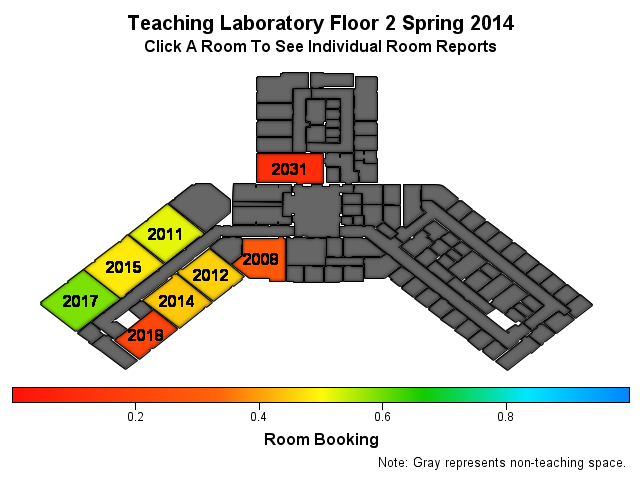 Teaching Laboratory Floor 2 Spring 2014
Click A Room To See Individual Room Reports
2031
2011
2015
2008
2012
2017
2014
2018
0.2 0.4 0.6 0.8
Room Booking
Note: Gray represents non-teaching space.